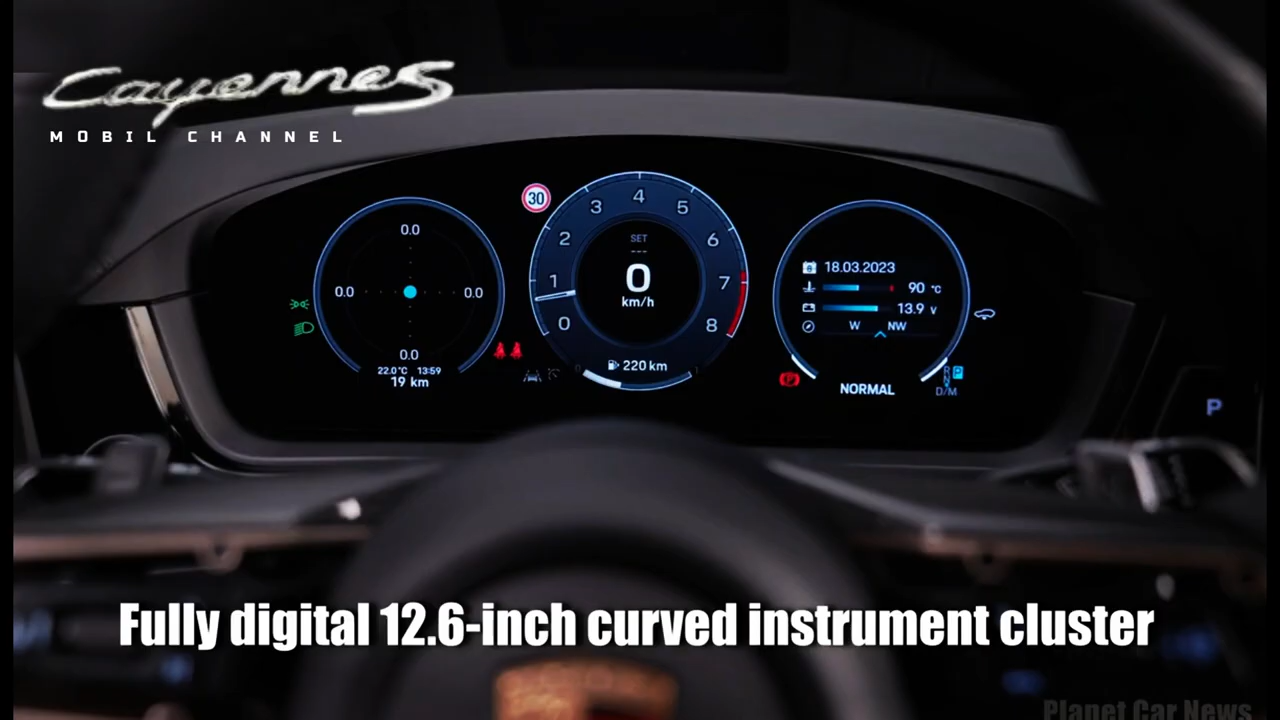 CayenneS
MOBIL CHANNEL
30
0.0
0.0
0.0
0.0
22.0°C 13:59
19 km
0
1
2
3
4
5
6
7
8
SET
---
0
km/h
220 km
18.03.2023
90 °C
13.9 V
W NW
NORMAL
R
P
N
D/M
P
Fully digital 12.6-inch curved instrument cluster
Planet Car News